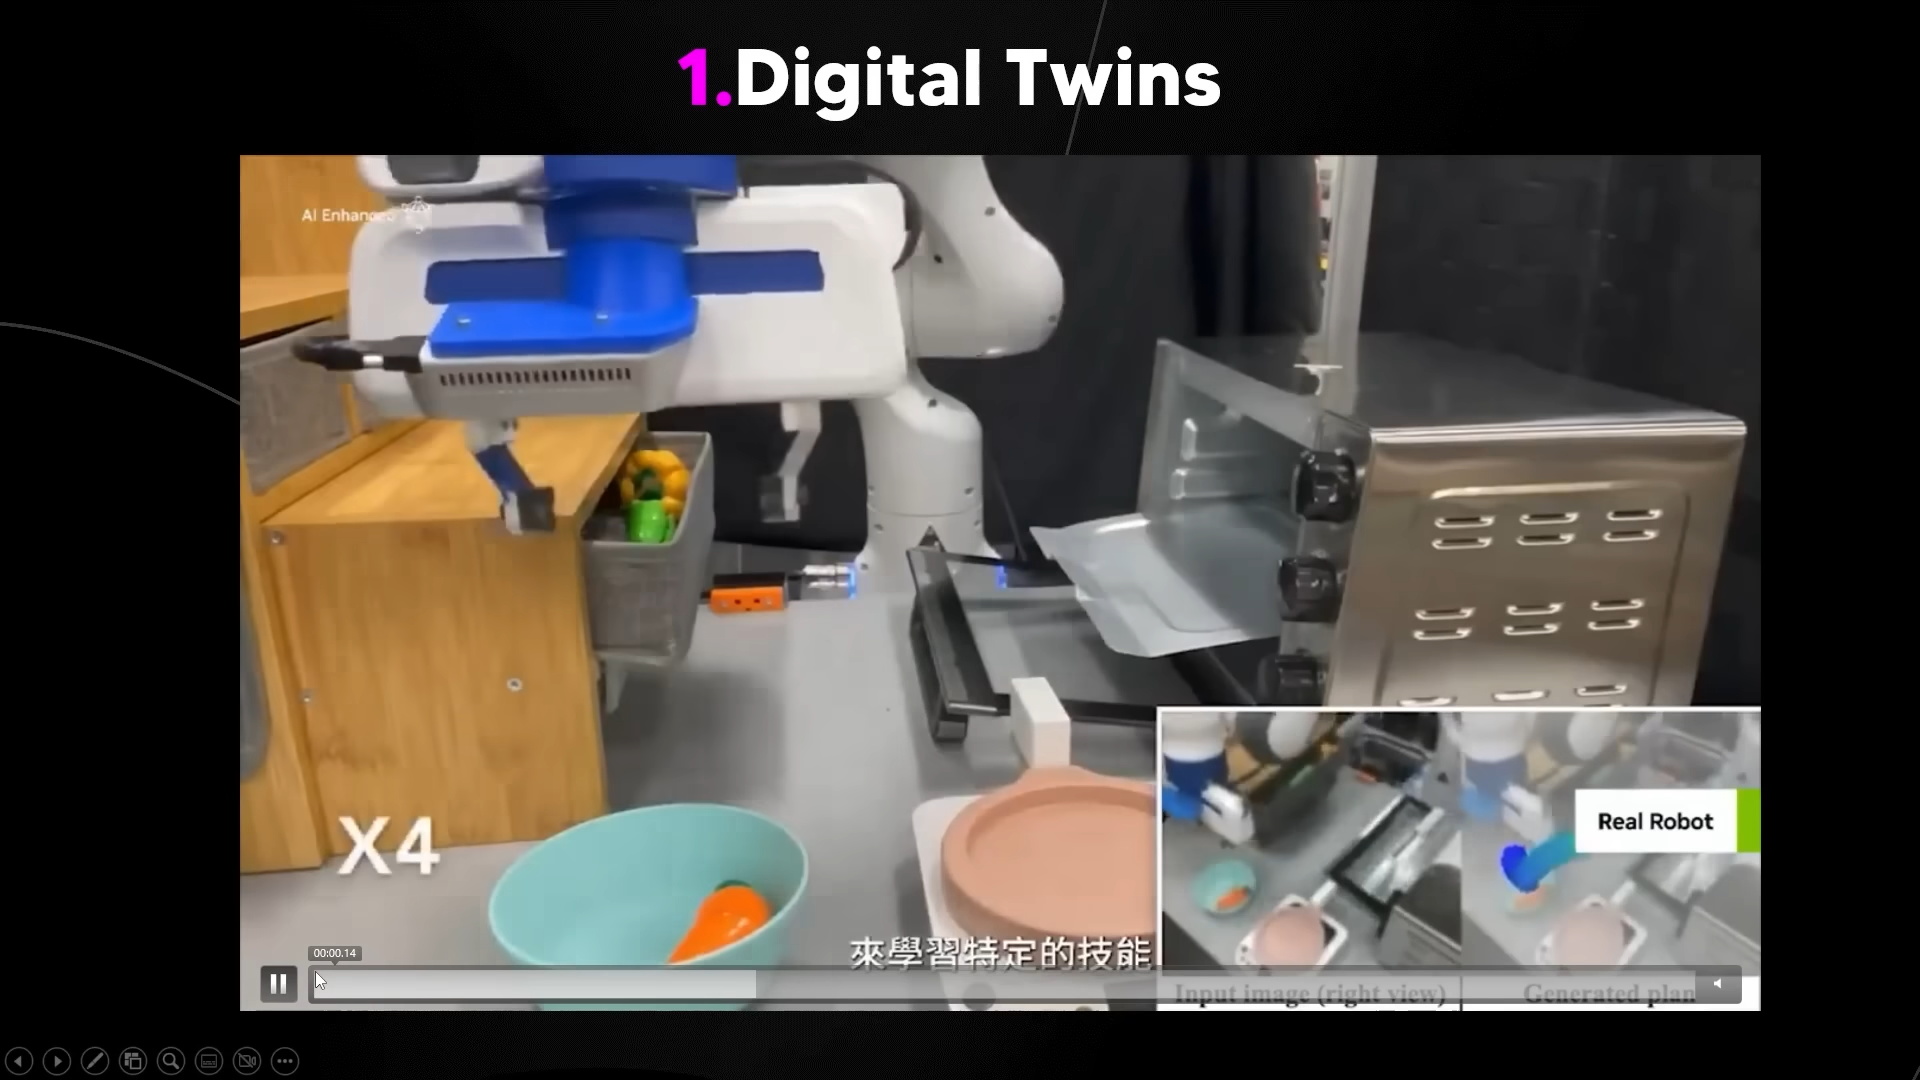 1.Digital Twins
AI Enhanced
X4
Real Robot
來學習特定的技能
00:00.14
Input image (right view)
Generated plan